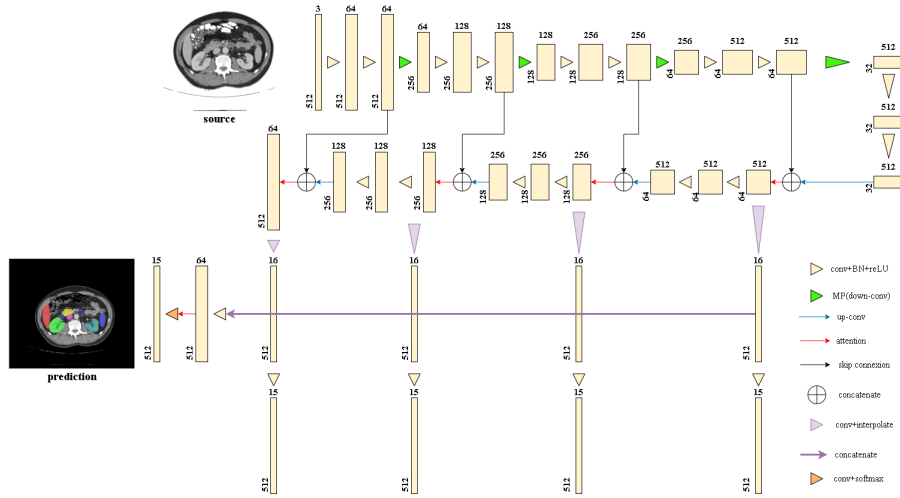 3 64 64 64 128 128 128 256 256 256 512 512
512 512 512 256 256 256 128 128 128 64 64 64
512
32
source
512
32
64 128 128 128 256 256 256 512 512 512 512
512 256 256 256 128 128 128 64 64 64 32
15 64 16 16 16 16
512 512 512 512 512 512
prediction
15 15 15 15
512 512 512 512
conv+BN+reLU
MP(down-conv)
up-conv
attention
skip connexion
concatenate
conv+interpolate
concatenate
conv+softmax